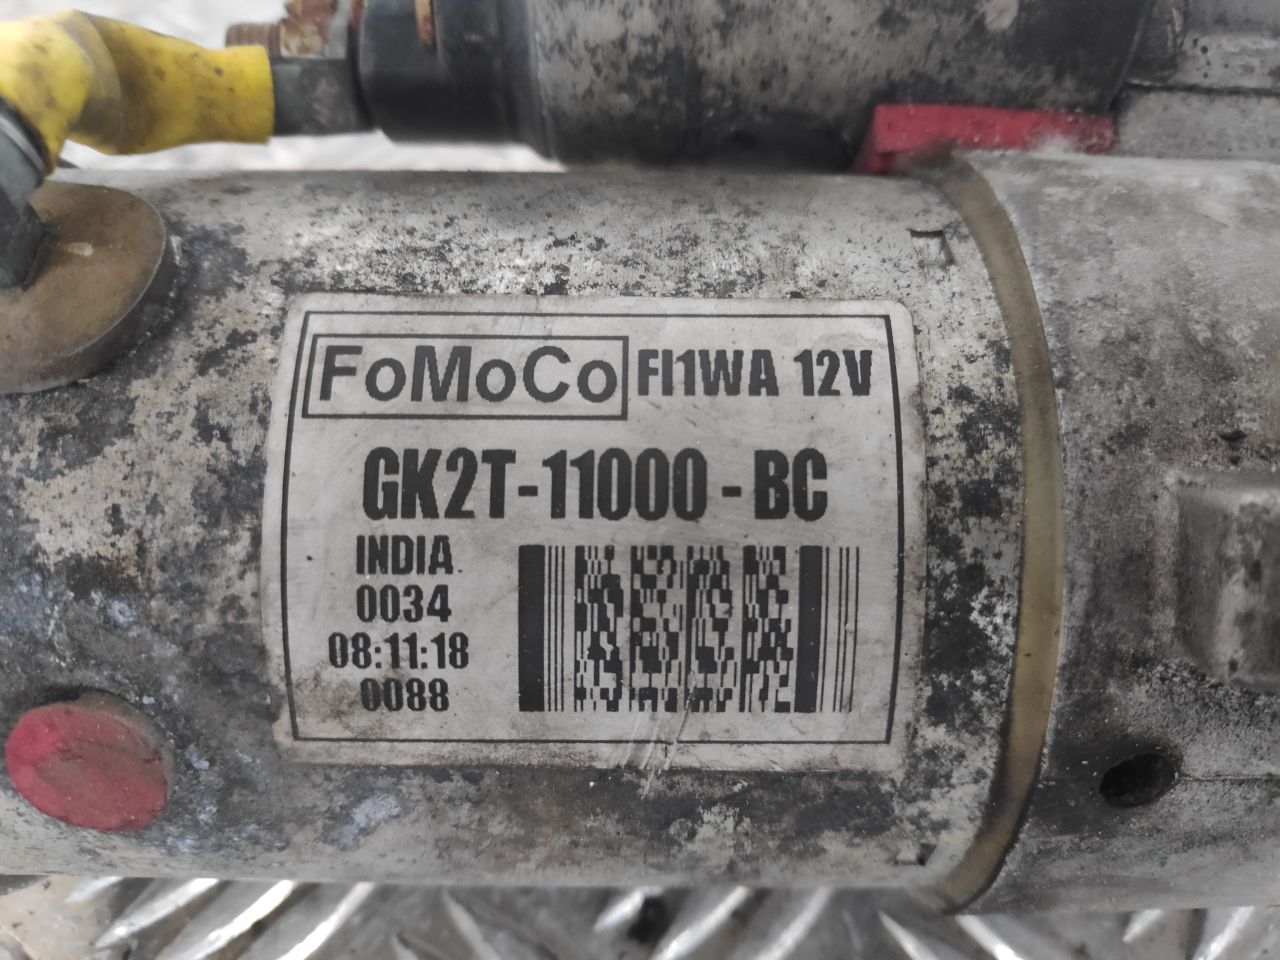 FoMoCo FI1WA 12V
GK2T-11000-BC
INDIA
0034
08:11:18
0088